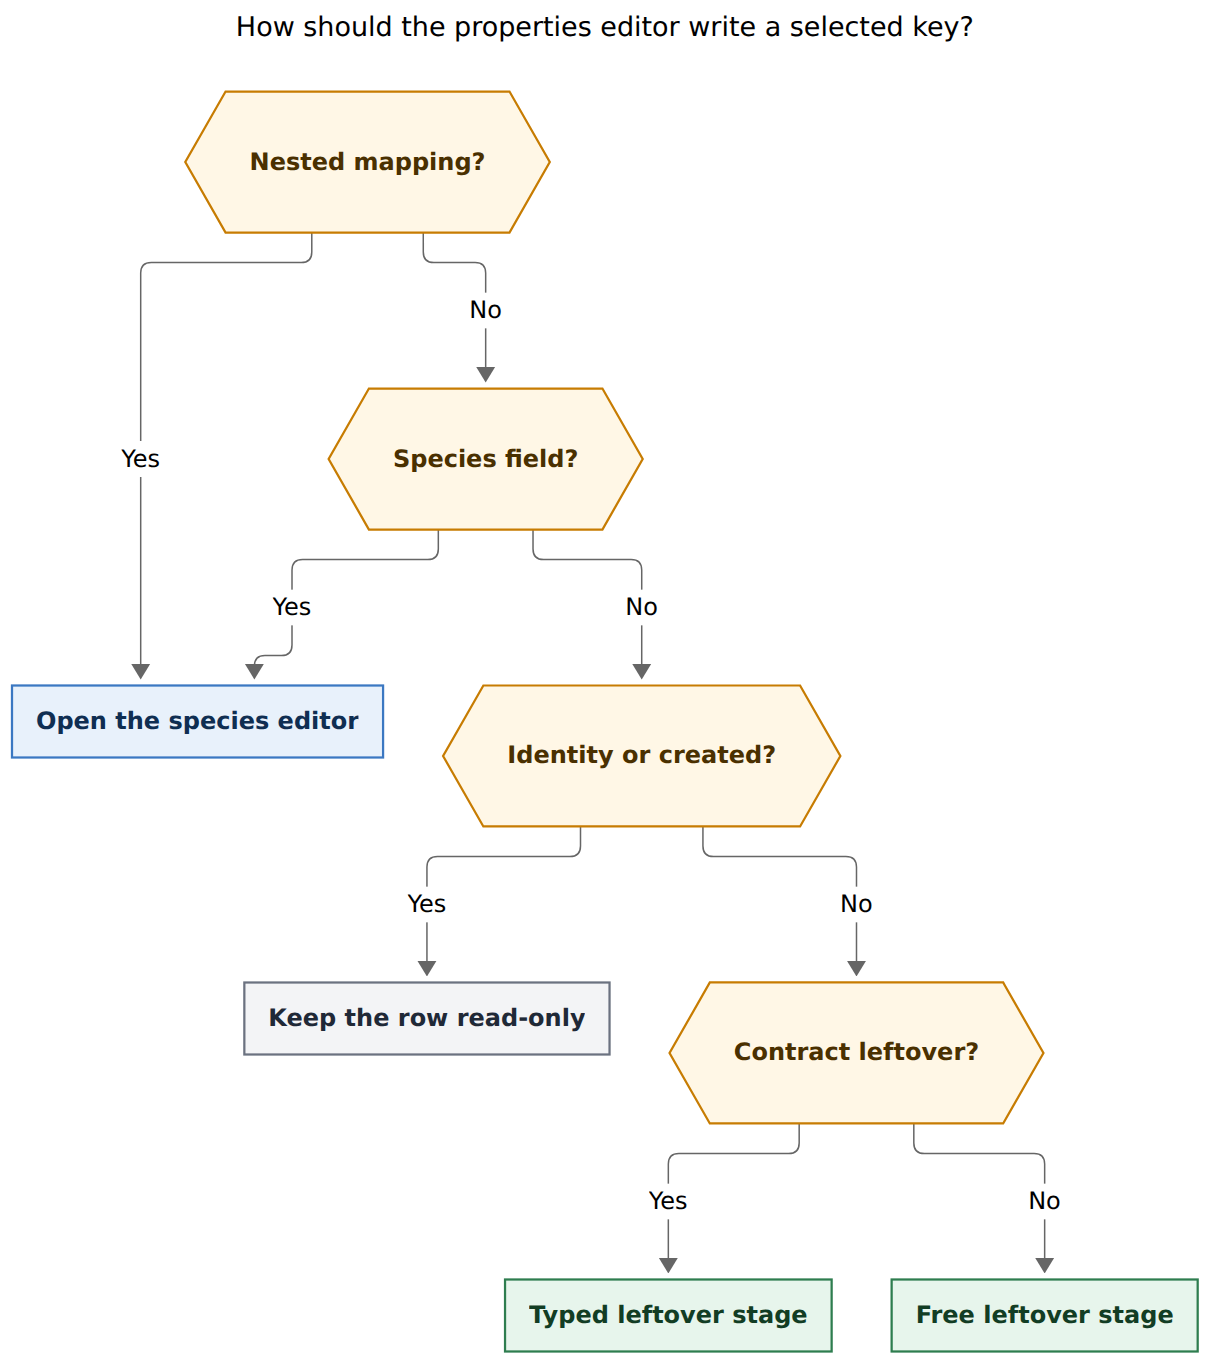 How should the properties editor write a selected key?
Nested mapping?
No
Yes
Species field?
Yes
No
Open the species editor
Identity or created?
Yes
No
Keep the row read-only
Contract leftover?
Yes
No
Typed leftover stage
Free leftover stage